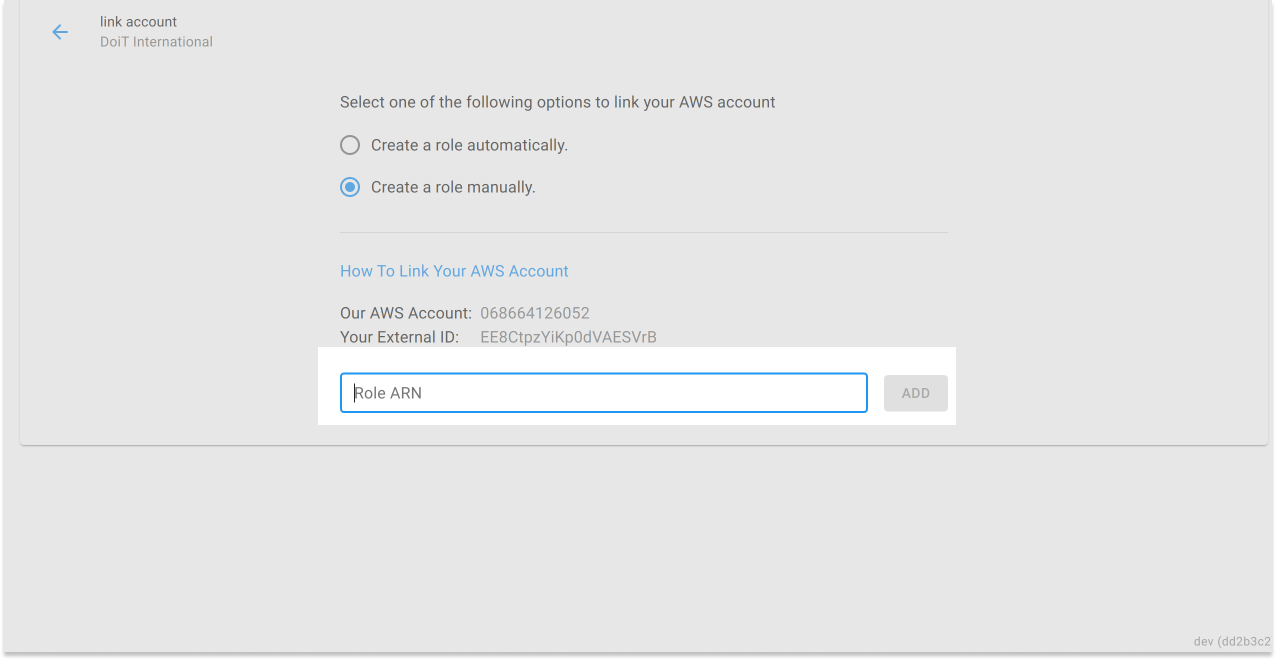 link account
DoiT International
Select one of the following options to link your AWS account
Create a role automatically.
Create a role manually.
How To Link Your AWS Account
Our AWS Account: 068664126052
Your External ID: EE8CtpzYiKp0dVAESVrB
Role ARN
ADD
dev (dd2b3c2